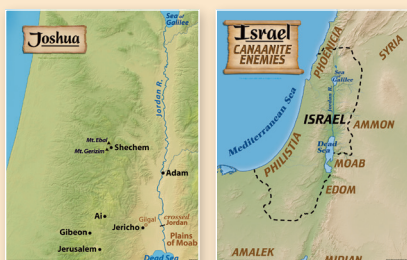 Joshua
Sea of
Galilee
Jordan R.
Mt. Ebal
Mt. Gerizim
Shechem
Adam
Ai
Gilgal
crossed
Jordan
Gibeon
Jericho
Plains
of Moab
Jerusalem
Dead Sea
Israel
CANAANITE
ENEMIES
PHOENICIA
SYRIA
Sea of
Galilee
Jordan R.
Mediterranean Sea
ISRAEL
AMMON
PHILISTIA
Dead
Sea
MOAB
EDOM
AMALEK
MIDIAN